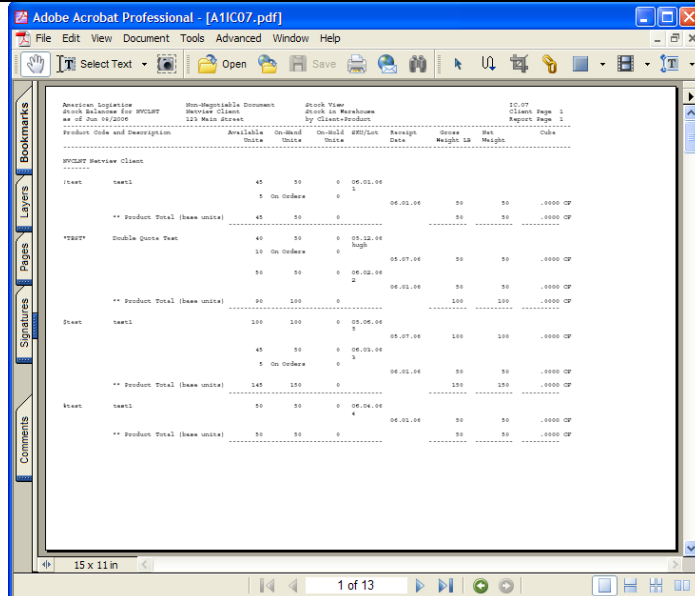 Adobe Acrobat Professional - [A1IC07.pdf]
File Edit View Document Tools Advanced Window Help
Select Text Open Save
Bookmarks
Layers
Pages
Signatures
Comments
American Logistics Non-Negotiable Document Stock View IC.07
Stock Balances for NVCLNT Netview Client Stock in Warehouse Client Page 1
as of Jun 09/2006 123 Main Street by Client+Product Report Page 1
Product Code and Description Available On-Hand On-Hold SKU/Lot Receipt Gross Net Cube
Units Units Units Date Weight LB Weight
NVCLNT Netview Client
test1 45 50 0 06.01.06
1
5 On Orders 0
06.01.06 50 50 .0000 CF
** Product Total (base units) 45 50 0 50 50 .0000 CF
"TEST" Double Quote Test 40 50 0 05.12.06
hugh
10 On Orders 0
05.07.06 50 50 .0000 CF
50 50 0 06.02.06
2
06.01.06 50 50 .0000 CF
** Product Total (base units) 90 100 0 100 100 .0000 CF
$test test1 100 100 0 05.06.06
5
05.07.06 100 100 .0000 CF
45 50 0 06.01.06
5 On Orders 0
06.01.06 50 50 .0000 CF
** Product Total (base units) 145 150 0 150 150 .0000 CF
test1 50 50 0 06.04.06
4
06.01.06 50 50 .0000 CF
** Product Total (base units) 50 50 0 50 50 .0000 CF
15 x 11 in
1 of 13